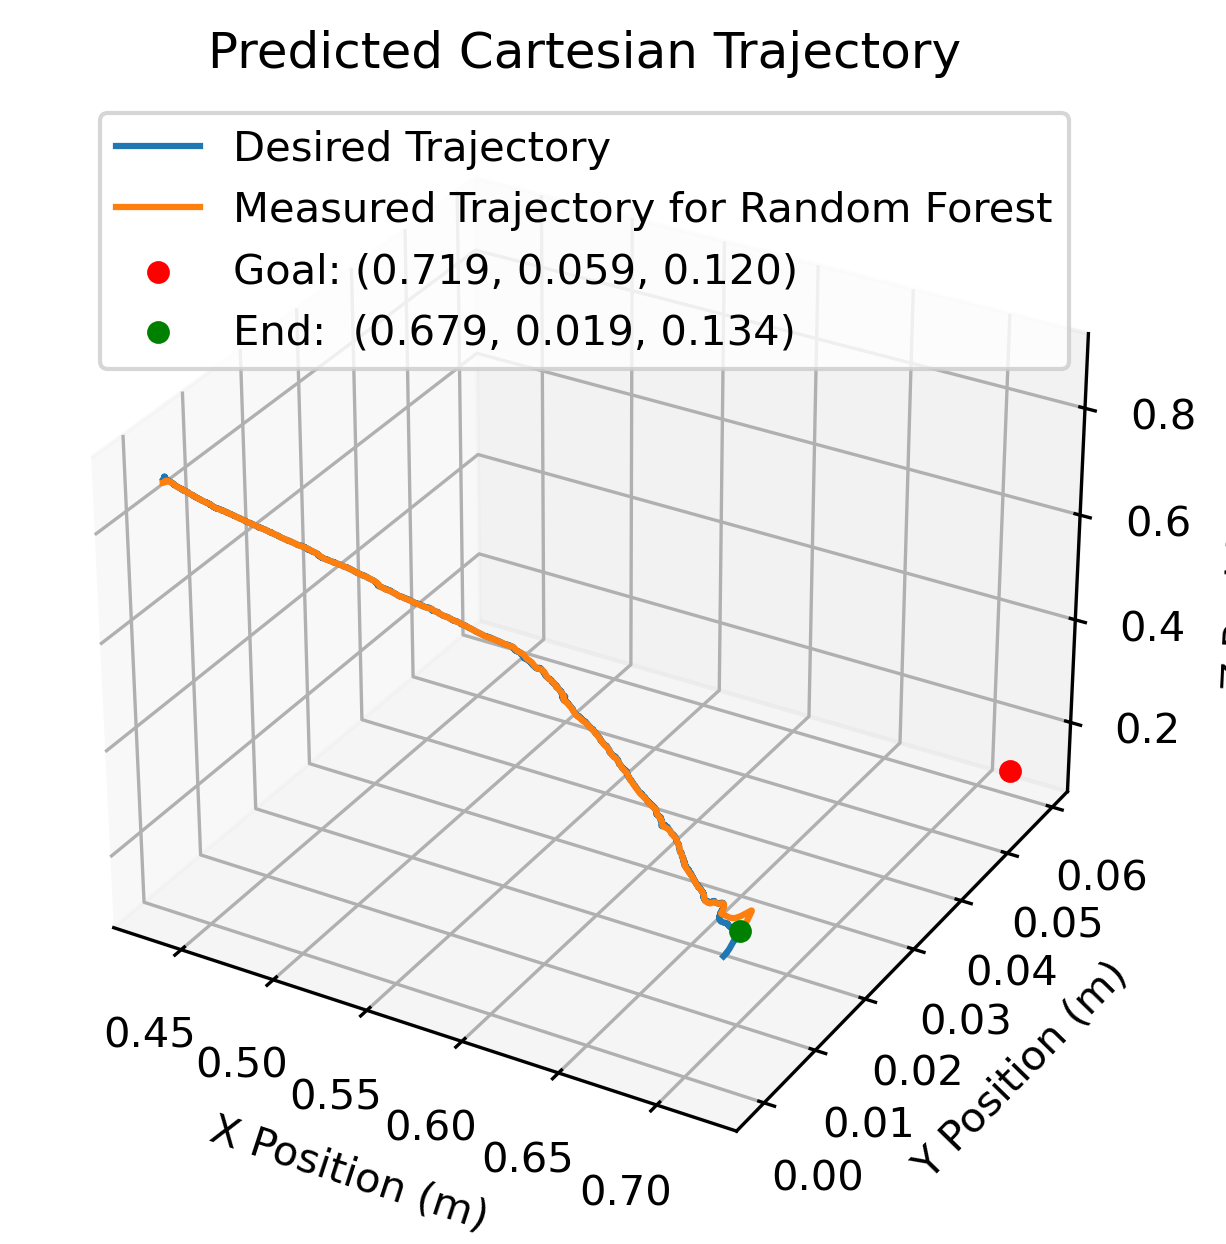 Predicted Cartesian Trajectory
Desired Trajectory
Measured Trajectory for Random Forest
Goal: (0.719, 0.059, 0.120)
End:  (0.679, 0.019, 0.134)
0.8
0.6
0.4
0.2
0.06
0.05
0.04
0.03
0.02
0.01
0.00
Y Position (m)
0.45
0.50
0.55
0.60
0.65
0.70
X Position (m)